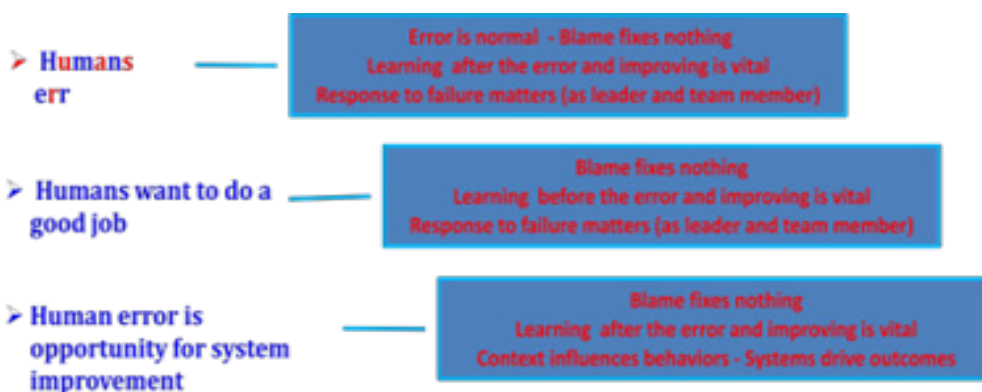 Humans
err
Error is normal - Blame fixes nothing
Learning after the error and improving is vital
Response to failure matters (as leader and team member)
Humans want to do a
good job
Blame fixes nothing
Learning before the error and improving is vital
Response to failure matters (as leader and team member)
Human error is
opportunity for system
improvement
Blame fixes nothing
Learning after the error and improving is vital
Context influences behaviors - Systems drive outcomes